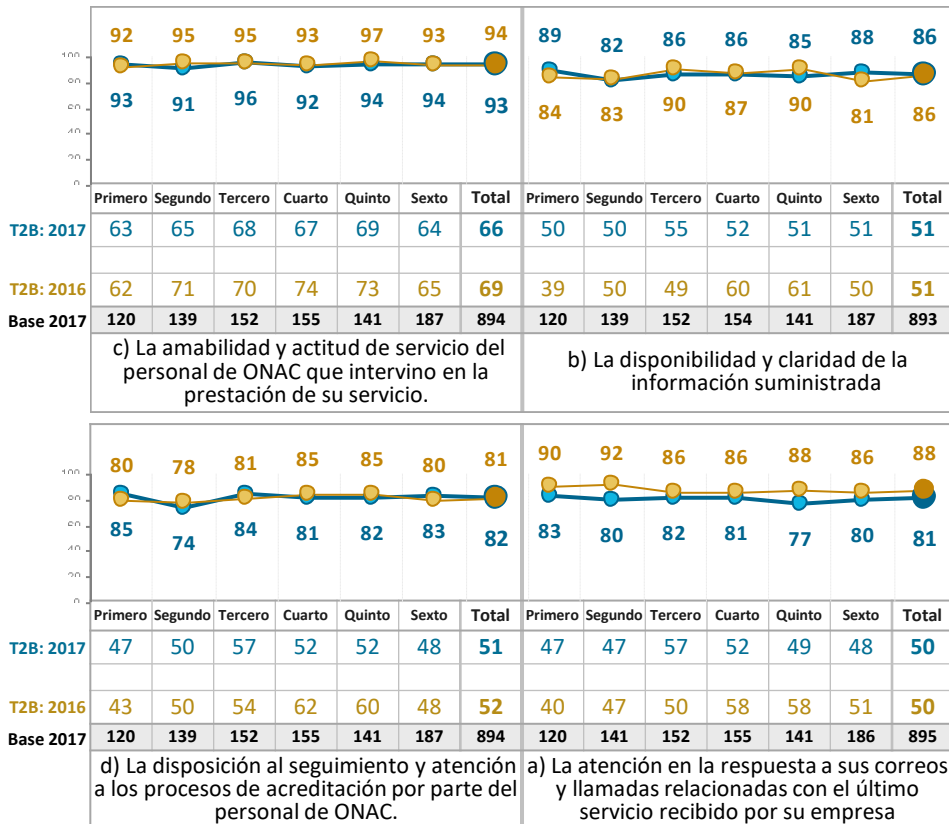 92 95 95 93 97 93 94
100
80
60
40
20
0
93 91 96 92 94 94 93
89 82 86 86 85 88 86
84 83 90 87 90 81 86
Primero Segundo Tercero Cuarto Quinto Sexto Total Primero Segundo Tercero Cuarto Quinto Sexto Total
T2B: 2017 63 65 68 67 69 64 66 50 50 55 52 51 51 51
T2B: 2016 62 71 70 74 73 65 69 39 50 49 60 61 50 51
Base 2017 120 139 152 155 141 187 894 120 139 152 154 141 187 893
c) La amabilidad y actitud de servicio del
personal de ONAC que intervino en la
prestación de su servicio.
b) La disponibilidad y claridad de la
información suministrada
80 78 81 85 85 80 81
100
80
60
40
20
0
85 74 84 81 82 83 82
90 92 86 86 88 86 88
83 80 82 81 77 80 81
Primero Segundo Tercero Cuarto Quinto Sexto Total Primero Segundo Tercero Cuarto Quinto Sexto Total
T2B: 2017 47 50 57 52 52 48 51 47 47 57 52 49 48 50
T2B: 2016 43 50 54 62 60 48 52 40 47 50 58 58 51 50
Base 2017 120 139 152 155 141 187 894 120 141 152 155 141 186 895
d) La disposición al seguimiento y atención
a los procesos de acreditación por parte del
personal de ONAC.
a) La atención en la respuesta a sus correos
y llamadas relacionadas con el último
servicio recibido por su empresa